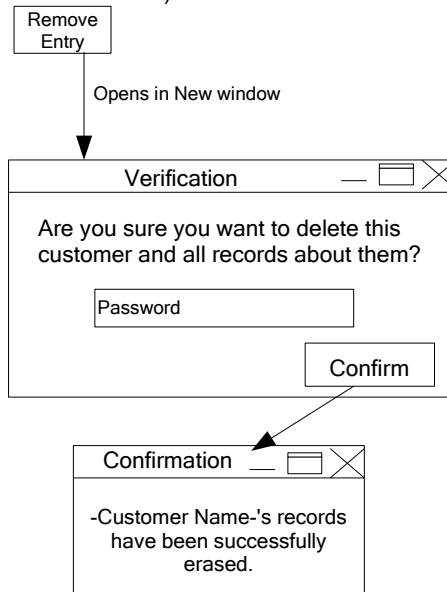 Remove
Entry
Opens in New window
Verification
Are you sure you want to delete this
customer and all records about them?
Password
Confirm
Confirmation
-Customer Name-'s records
have been successfully
erased.